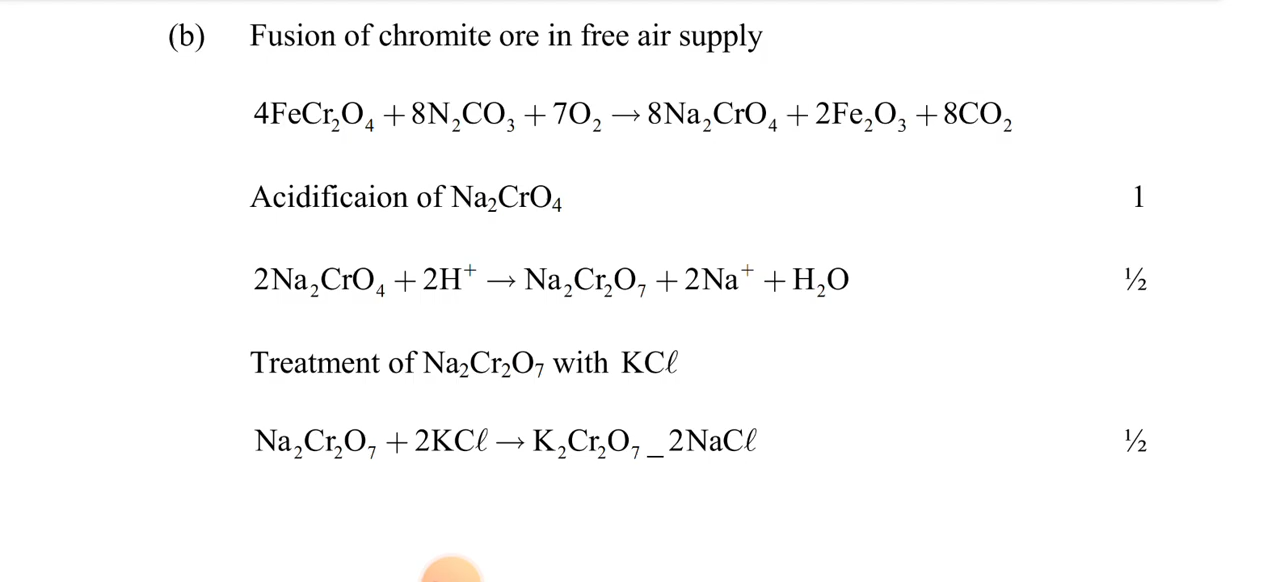 (b) Fusion of chromite ore in free air supply
4FeCr₂O₄ + 8N₂CO₃ + 7O₂ → 8Na₂CrO₄ + 2Fe₂O₃ + 8CO₂
Acidificaion of Na₂CrO₄ 1
2Na₂CrO₄ + 2H⁺ → Na₂Cr₂O₇ + 2Na⁺ + H₂O ½
Treatment of Na₂Cr₂O₇ with KCℓ
Na₂Cr₂O₇ + 2KCℓ → K₂Cr₂O₇ _ 2NaCℓ ½